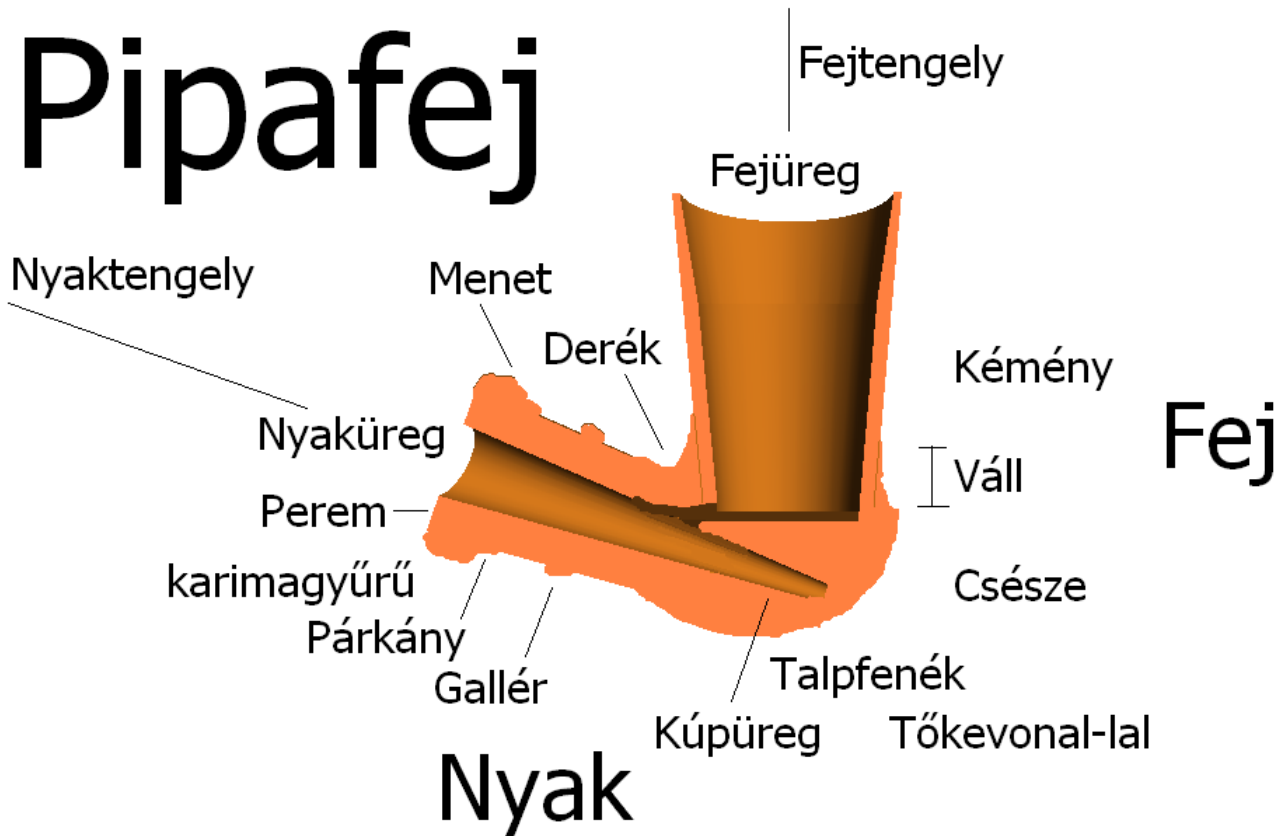 Pipafej
Fejtengely
Fejüreg
Nyaktengely
Menet
Derék
Kémény
Nyaküreg
Fej
Váll
Perem
karimagyűrű
Csésze
Párkány
Gallér
Talpfenék
Kúpüreg
Tőkevonal-lal
Nyak